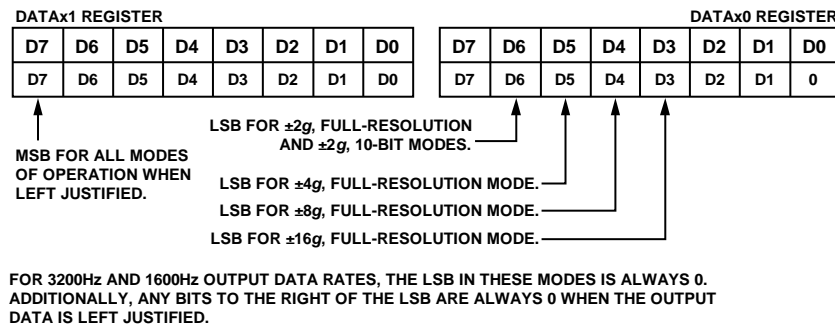 DATAx1 REGISTER DATAx0 REGISTER
D7 D6 D5 D4 D3 D2 D1 D0 D7 D6 D5 D4 D3 D2 D1 D0
D7 D6 D5 D4 D3 D2 D1 D0 D7 D6 D5 D4 D3 D2 D1 0
MSB FOR ALL MODES
OF OPERATION WHEN
LEFT JUSTIFIED.
LSB FOR ±2g, FULL-RESOLUTION
AND ±2g, 10-BIT MODES.
LSB FOR ±4g, FULL-RESOLUTION MODE.
LSB FOR ±8g, FULL-RESOLUTION MODE.
LSB FOR ±16g, FULL-RESOLUTION MODE.
FOR 3200Hz AND 1600Hz OUTPUT DATA RATES, THE LSB IN THESE MODES IS ALWAYS 0.
ADDITIONALLY, ANY BITS TO THE RIGHT OF THE LSB ARE ALWAYS 0 WHEN THE OUTPUT
DATA IS LEFT JUSTIFIED.